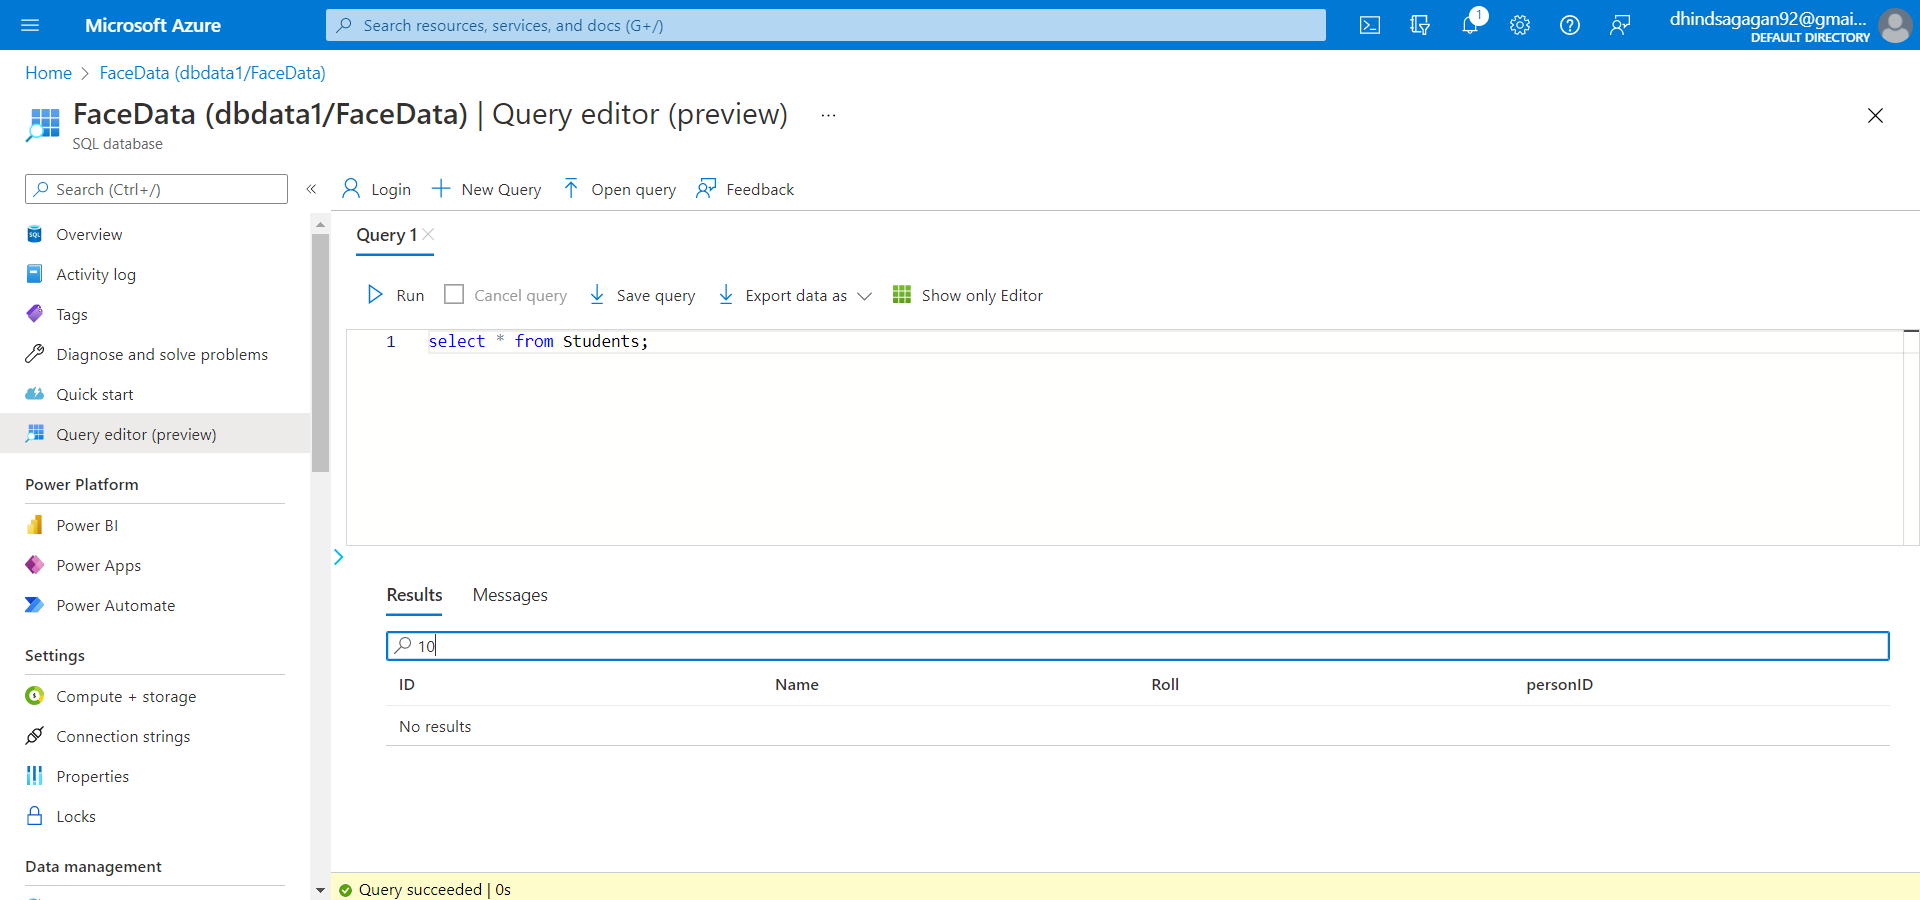 Microsoft Azure
Search resources, services, and docs (G+/)
1
dhindsagagan92@gmai...
DEFAULT DIRECTORY
Home > FaceData (dbdata1/FaceData)
FaceData (dbdata1/FaceData) | Query editor (preview) ...
SQL database
Search (Ctrl+/)
«
Login
New Query
Open query
Feedback
SQL
Overview
Activity log
Tags
Diagnose and solve problems
Quick start
Query editor (preview)
Power Platform
Power BI
Power Apps
Power Automate
Settings
Compute + storage
Connection strings
Properties
Locks
Data management
Query 1
Run
Cancel query
Save query
Export data as
Show only Editor
1 select * from Students;
Results
Messages
10
ID Name Roll personID
No results
Query succeeded | 0s